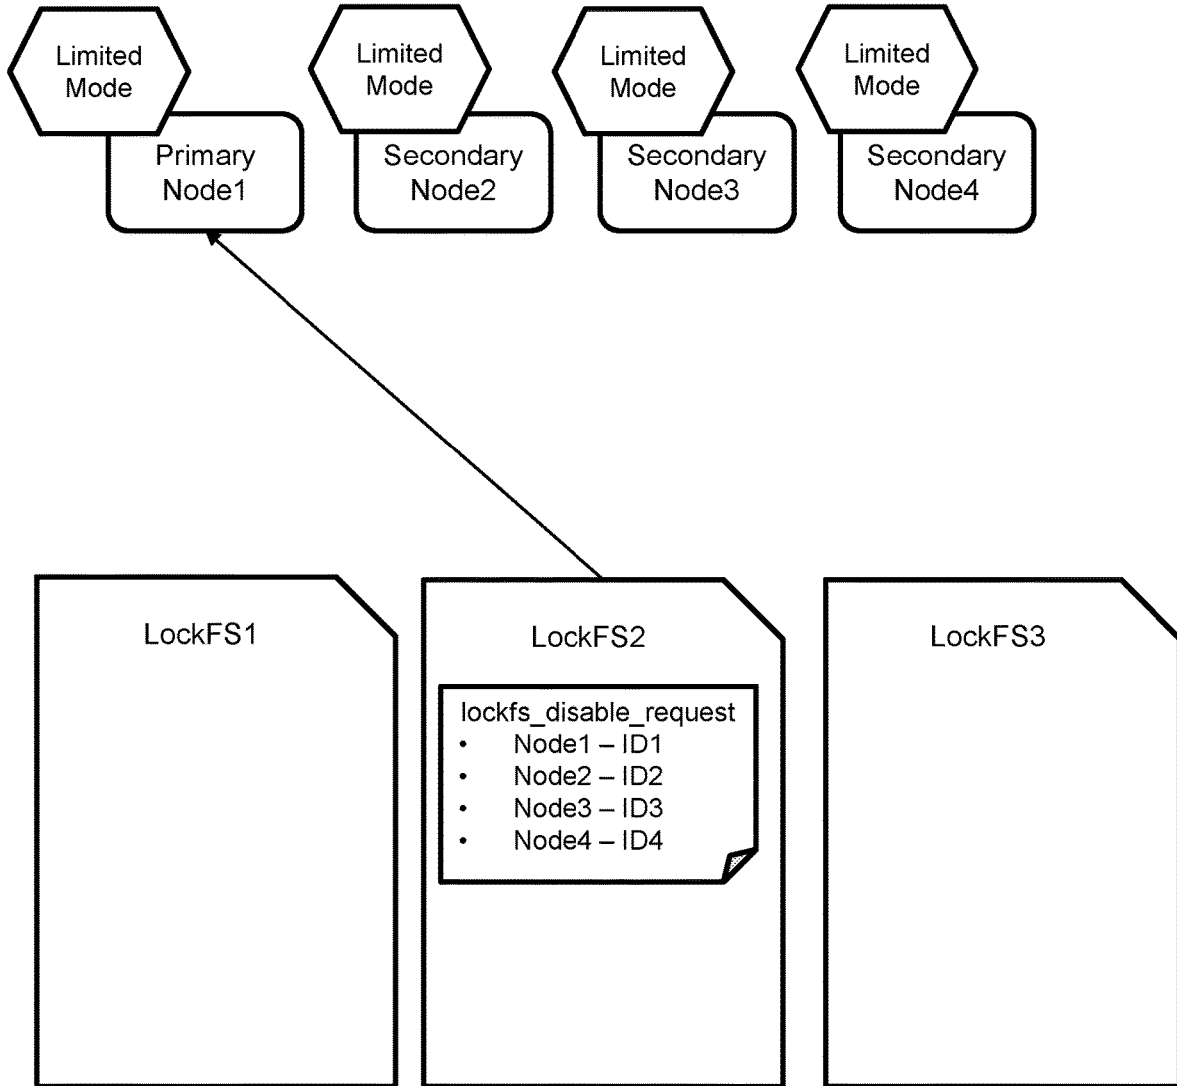 Limited
Mode
Limited
Mode
Limited
Mode
Limited
Mode
Primary
Node1
Secondary
Node2
Secondary
Node3
Secondary
Node4
LockFS1
LockFS2
LockFS3
lockfs_disable_request
• Node1 – ID1
• Node2 – ID2
• Node3 – ID3
• Node4 – ID4